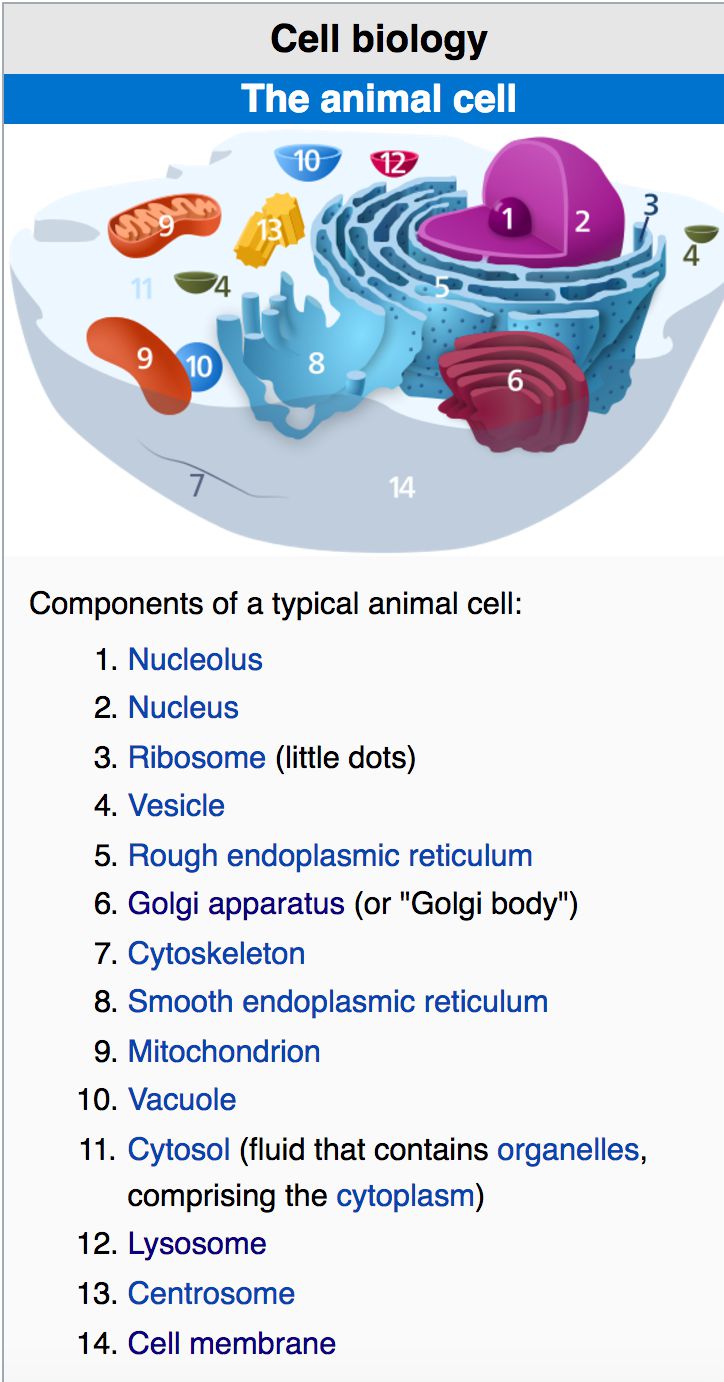 Cell biology
The animal cell
10
12
9
13
1
2
3
4
11
4
5
9
10
8
6
7
14
Components of a typical animal cell:
1. Nucleolus
2. Nucleus
3. Ribosome (little dots)
4. Vesicle
5. Rough endoplasmic reticulum
6. Golgi apparatus (or "Golgi body")
7. Cytoskeleton
8. Smooth endoplasmic reticulum
9. Mitochondrion
10. Vacuole
11. Cytosol (fluid that contains organelles,
comprising the cytoplasm)
12. Lysosome
13. Centrosome
14. Cell membrane